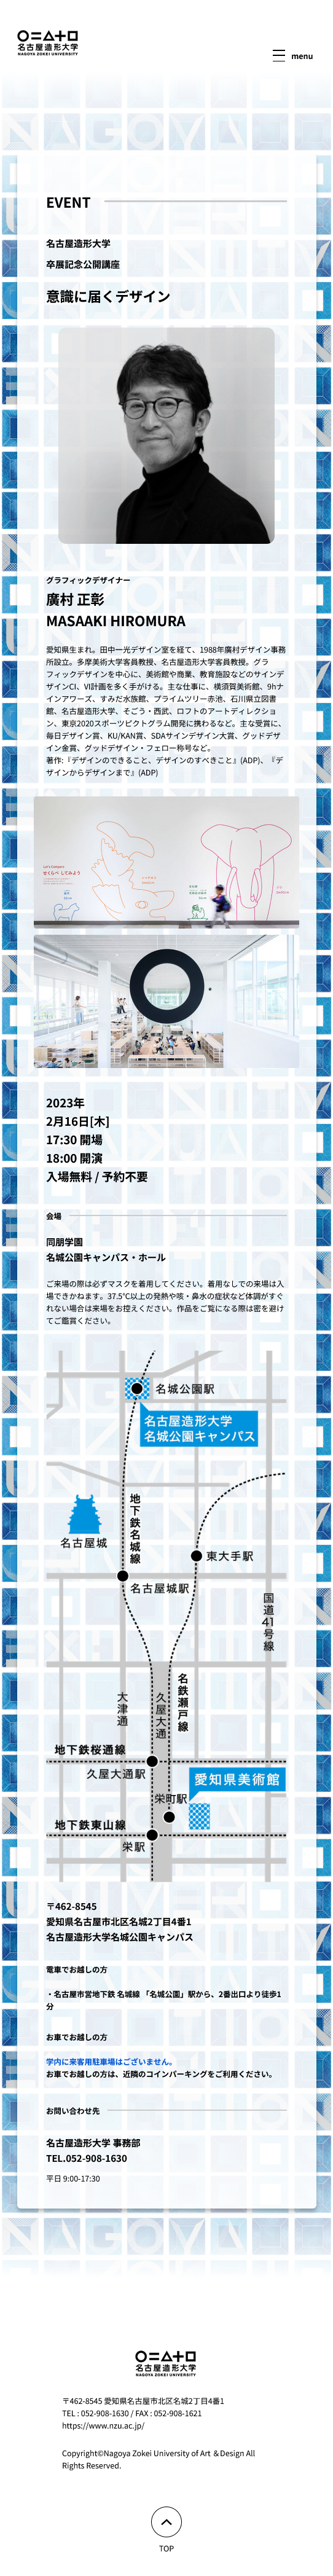 名古屋造形大学
NAGOYA ZOKEI UNIVERSITY
menu
EVENT
名古屋造形大学
卒展記念公開講座
意識に届くデザイン
グラフィックデザイナー
廣村 正彰
MASAAKI HIROMURA
愛知県生まれ。田中一光デザイン室を経て、1988年廣村デザイン事務
所設立。多摩美術大学客員教授、名古屋造形大学客員教授。グラ
フィックデザインを中心に、美術館や商業、教育施設などのサインデ
ザインCI、VI計画を多く手がける。主な仕事に、横須賀美術館、9hナ
インアワーズ、すみだ水族館、プライムツリー赤池、石川県立図書
館、名古屋造形大学、そごう・西武、ロフトのアートディレクショ
ン、東京2020スポーツピクトグラム開発に携わるなど。主な受賞に、
毎日デザイン賞、KU/KAN賞、SDAサインデザイン大賞、グッドデザ
イン金賞、グッドデザイン・フェロー称号など。
著作:『デザインのできること、デザインのすべきこと』(ADP)、『デ
ザインからデザインまで』(ADP)
せくらべ してみよう
2023年
2月16日[木]
17:30 開場
18:00 開演
入場無料 / 予約不要
会場
同朋学園
名城公園キャンパス・ホール
ご来場の際は必ずマスクを着用してください。着用なしでの来場は入
場できかねます。37.5℃以上の発熱や咳・鼻水の症状など体調がすぐ
れない場合は来場をお控えください。作品をご覧になる際は密を避け
てご鑑賞ください。
名城公園駅
名古屋造形大学
名城公園キャンパス
地下鉄名城線
名古屋城
東大手駅
名古屋城駅
国道41号線
大津通
久屋大通
名鉄瀬戸線
地下鉄桜通線
久屋大通駅
愛知県美術館
栄町駅
地下鉄東山線
栄駅
〒462-8545
愛知県名古屋市北区名城2丁目4番1
名古屋造形大学名城公園キャンパス
電車でお越しの方
・名古屋市営地下鉄 名城線 「名城公園」駅から、2番出口より徒歩1
分
お車でお越しの方
学内に来客用駐車場はございません。
お車でお越しの方は、近隣のコインパーキングをご利用ください。
お問い合わせ先
名古屋造形大学 事務部
TEL.052-908-1630
平日 9:00-17:30
名古屋造形大学
NAGOYA ZOKEI UNIVERSITY
〒462-8545 愛知県名古屋市北区名城2丁目4番1
TEL : 052-908-1630 / FAX : 052-908-1621
https://www.nzu.ac.jp/
Copyright©Nagoya Zokei University of Art ＆Design All
Rights Reserved.
TOP